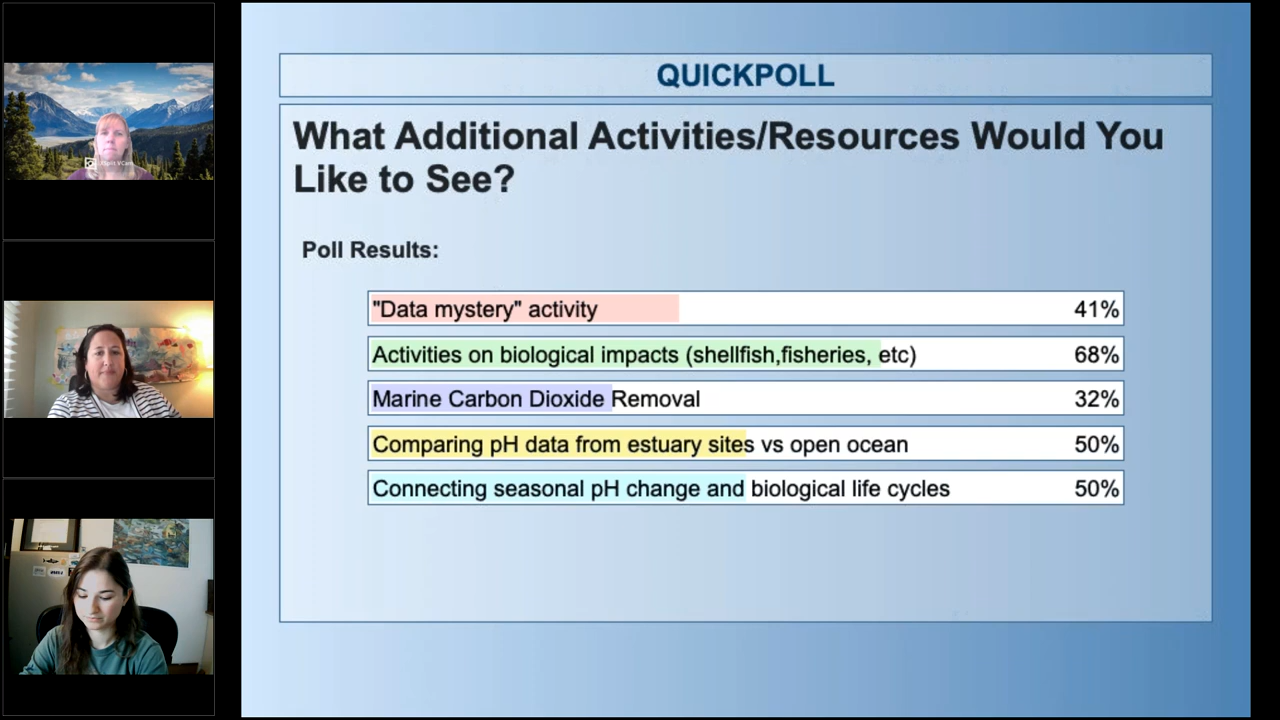 QUICKPOLL
What Additional Activities/Resources Would You
Like to See?
Poll Results:
"Data mystery" activity 41%
Activities on biological impacts (shellfish,fisheries, etc) 68%
Marine Carbon Dioxide Removal 32%
Comparing pH data from estuary sites vs open ocean 50%
Connecting seasonal pH change and biological life cycles 50%